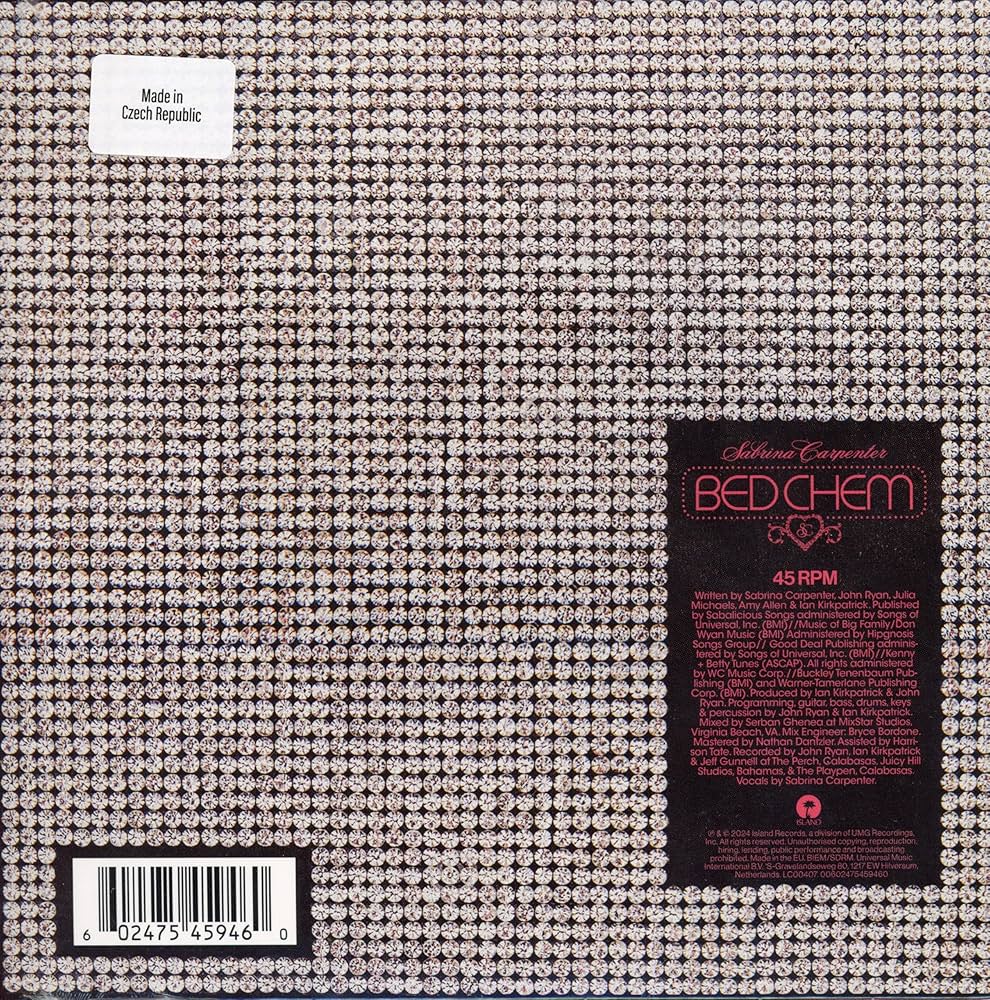 Made in
Czech Republic
Sabrina Carpenter
BED CHEM
SC
45 RPM
Written by Sabrina Carpenter, John Ryan, Julia
Michaels, Amy Allen & Ian Kirkpatrick. Published
by Sabalicious Songs administered by Songs of
Universal, Inc. (BMI)//Music of Big Family/Don
Wyan Music (BMI) Administered by Hipgnosis
Songs Group// Good Deal Publishing adminis-
tered by Songs of Universal, Inc. (BMI)//Kenny
+ Betty Tunes (ASCAP). All rights administered
by WC Music Corp.//Buckley Tenenbaum Pub-
lishing (BMI) and Warner-Tamerlane Publishing
Corp. (BMI). Produced by Ian Kirkpatrick & John
Ryan. Programming, guitar, bass, drums, keys
& percussion by John Ryan & Ian Kirkpatrick.
Mixed by Serban Ghenea at MixStar Studios,
Virginia Beach, VA. Mix Engineer: Bryce Bordone.
Mastered by Nathan Dantzler. Assisted by Harri-
son Tate. Recorded by John Ryan, Ian Kirkpatrick
& Jeff Gunnell at The Perch, Calabasas, Juicy Hill
Studios, Bahamas, & The Playpen, Calabasas.
Vocals by Sabrina Carpenter.
ISLAND
℗ & © 2024 Island Records, a division of UMG Recordings,
Inc. All rights reserved. Unauthorised copying, reproduction,
hiring, lending, public performance and broadcasting
prohibited. Made in the EU. BIEM/SDRM. Universal Music
International B.V. 'S-Gravelandseweg 80, 1217 EW Hilversum,
Netherlands. LC00407. 00602475459460
6 02475 45946 0